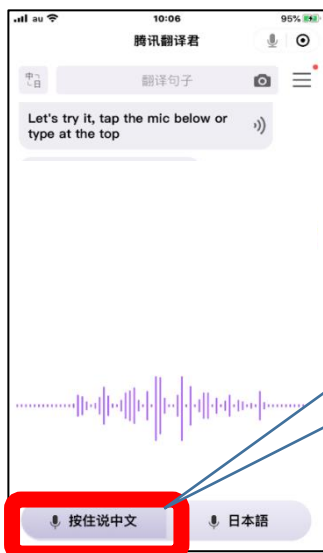 au 10:06 95%
腾讯翻译君
中 日 翻译句子
Let's try it, tap the mic below or
type at the top
按住说中文 日本語